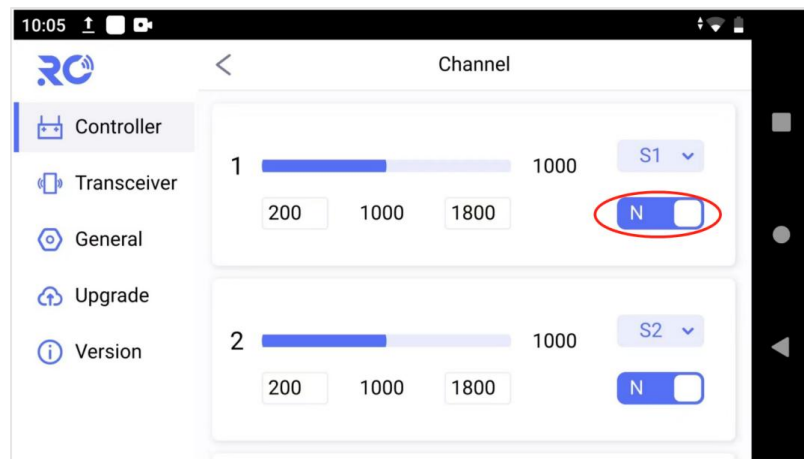 10:05
RC
Channel
Controller
Transceiver
General
Upgrade
Version
1
1000
S1
200
1000
1800
N
2
1000
S2
200
1000
1800
N